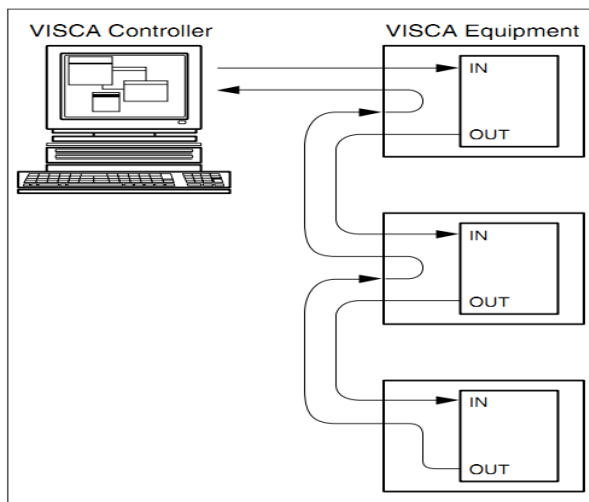 VISCA Controller
VISCA Equipment
IN
OUT
IN
OUT
IN
OUT